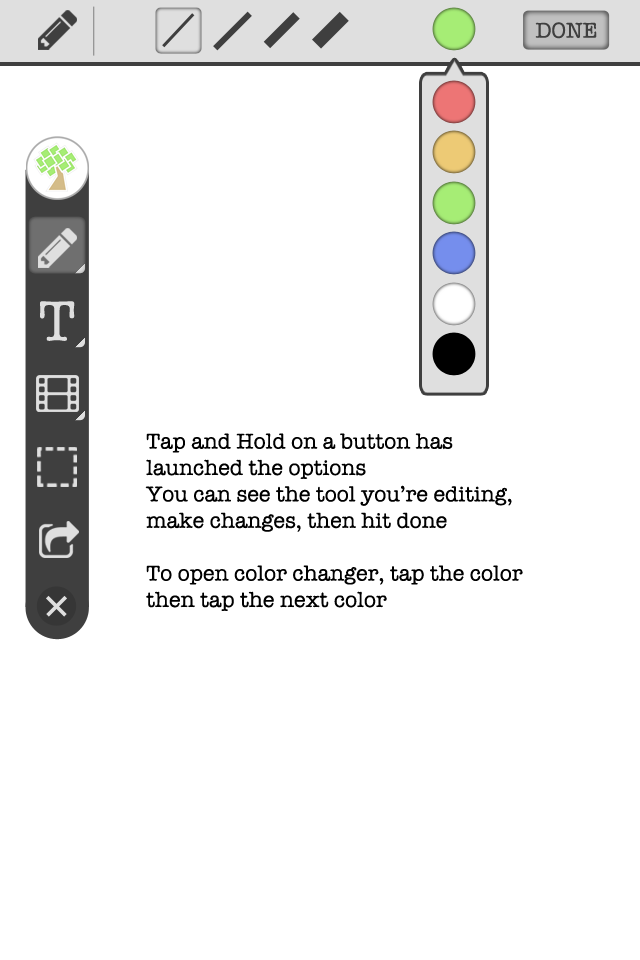 DONE
T
Tap and Hold on a button has
launched the options
You can see the tool you’re editing,
make changes, then hit done
To open color changer, tap the color
then tap the next color